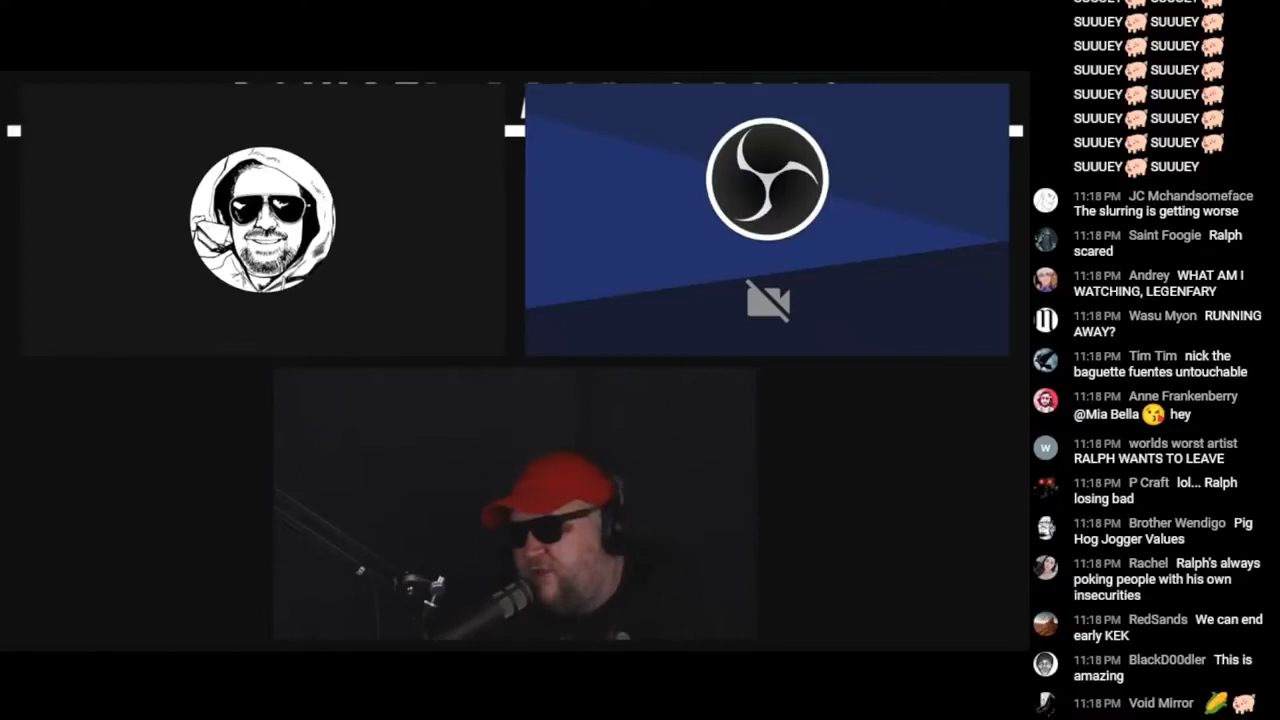 SUUUEY🐖 SUUUEY🐖
SUUUEY🐖 SUUUEY🐖
SUUUEY🐖 SUUUEY🐖
SUUUEY🐖 SUUUEY🐖
SUUUEY🐖 SUUUEY🐖
SUUUEY🐖 SUUUEY🐖
SUUUEY🐖 SUUUEY
11:18 PM JC Mchandsomeface
The slurring is getting worse
11:18 PM Saint Foogie Ralph
scared
11:18 PM Andrey WHAT AM I
WATCHING, LEGENFARY
11:18 PM Wasu Myon RUNNING
AWAY?
11:18 PM Tim Tim nick the
baguette fuentes untouchable
11:18 PM Anne Frankenberry
@Mia Bella 😘 hey
W
11:18 PM worlds worst artist
RALPH WANTS TO LEAVE
11:18 PM P Craft lol... Ralph
losing bad
11:18 PM Brother Wendigo Pig
Hog Jogger Values
11:18 PM Rachel Ralph's always
poking people with his own
insecurities
11:18 PM RedSands We can end
early KEK
11:18 PM BlackD00dler This is
amazing
11:18 PM Void Mirror 🌽🐖